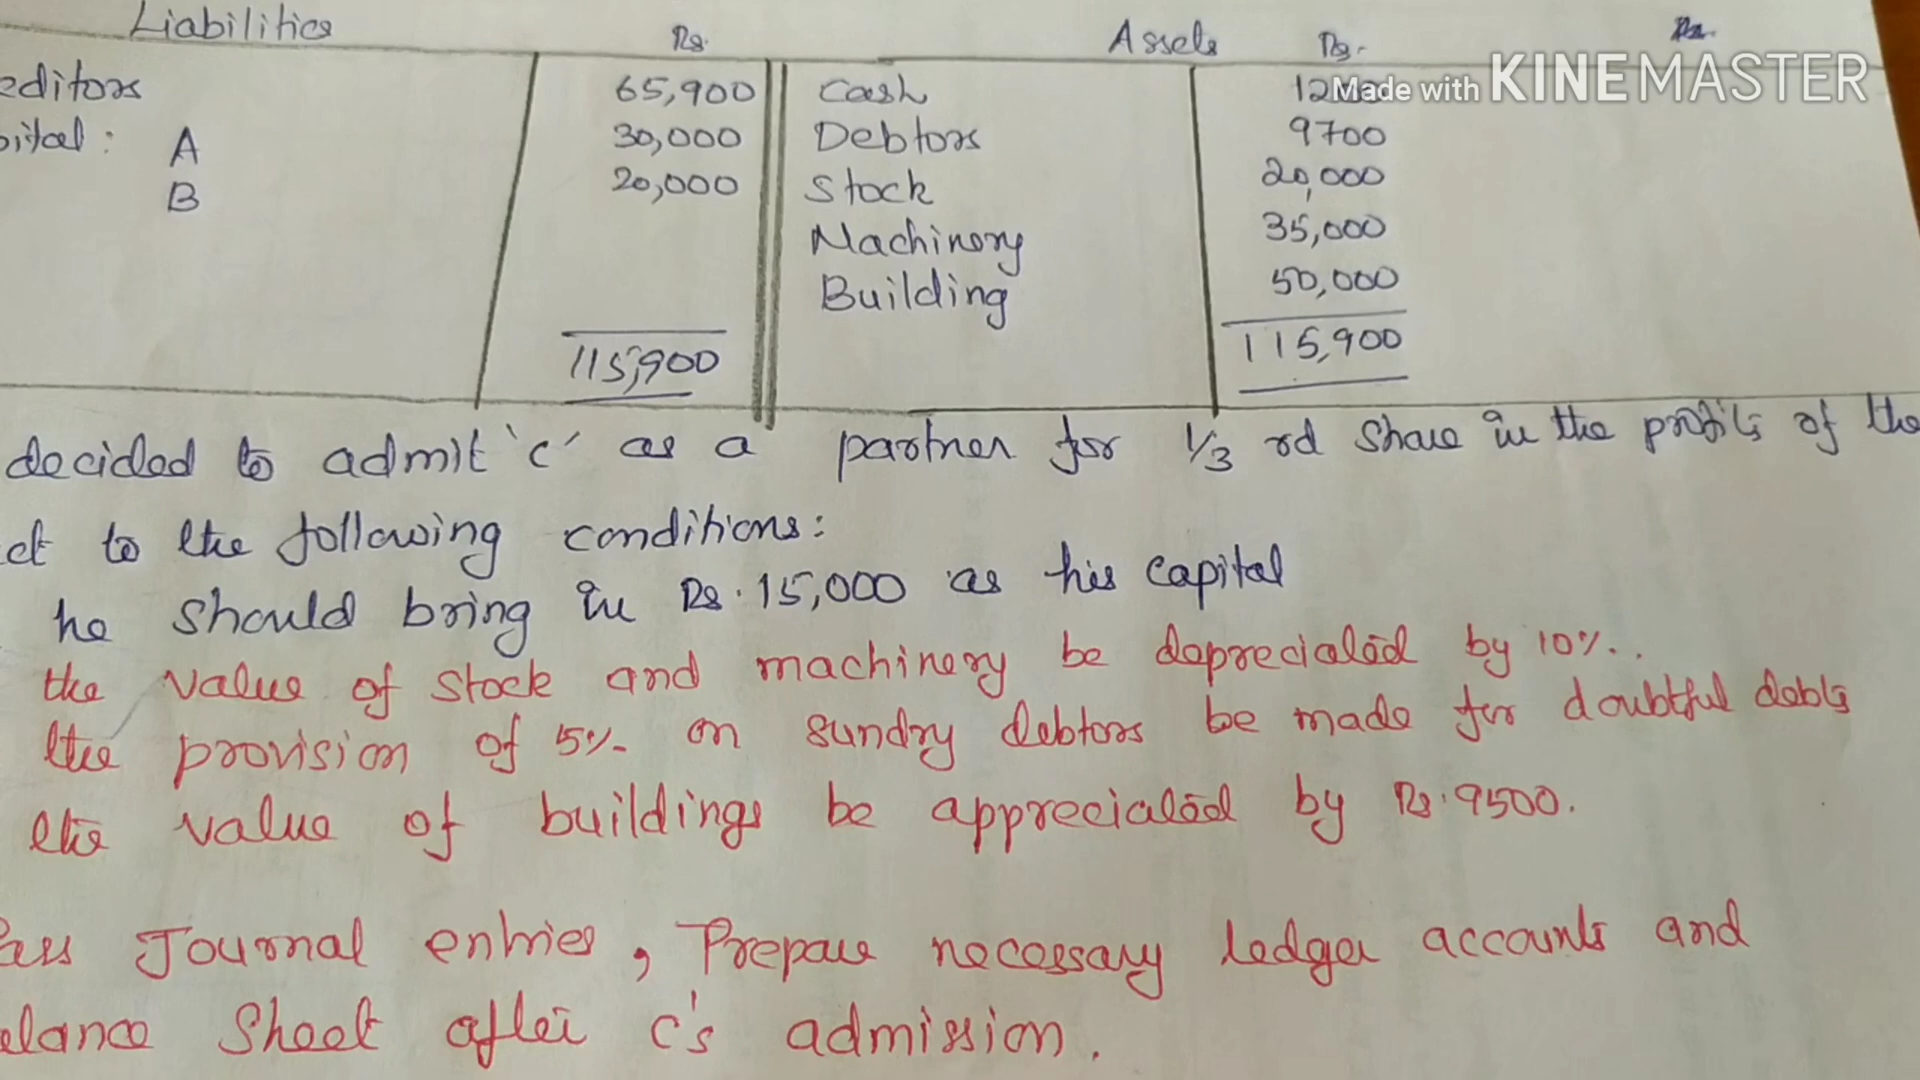 Liabilities Rs. Assets Rs. Rs.
Made with KINEMASTER
editors 65,900 Cash
pital: A 30,000 Debtors 9700
B 20,000 Stock 20,000
Machinery 35,000
Building 50,000
115,900 115,900
decided to admit 'c' as a partner for 1/3 rd share in the profits of the
ct to the following conditions:
he should bring in Rs. 15,000 as his capital
the value of stock and machinery be depreciated by 10%.
the provision of 5% on sundry debtors be made for doubtful debts
the value of buildings be appreciated by Rs. 9500.
ass Journal entries, Prepare necessary ledger accounts and
alance Sheet after c's admission.